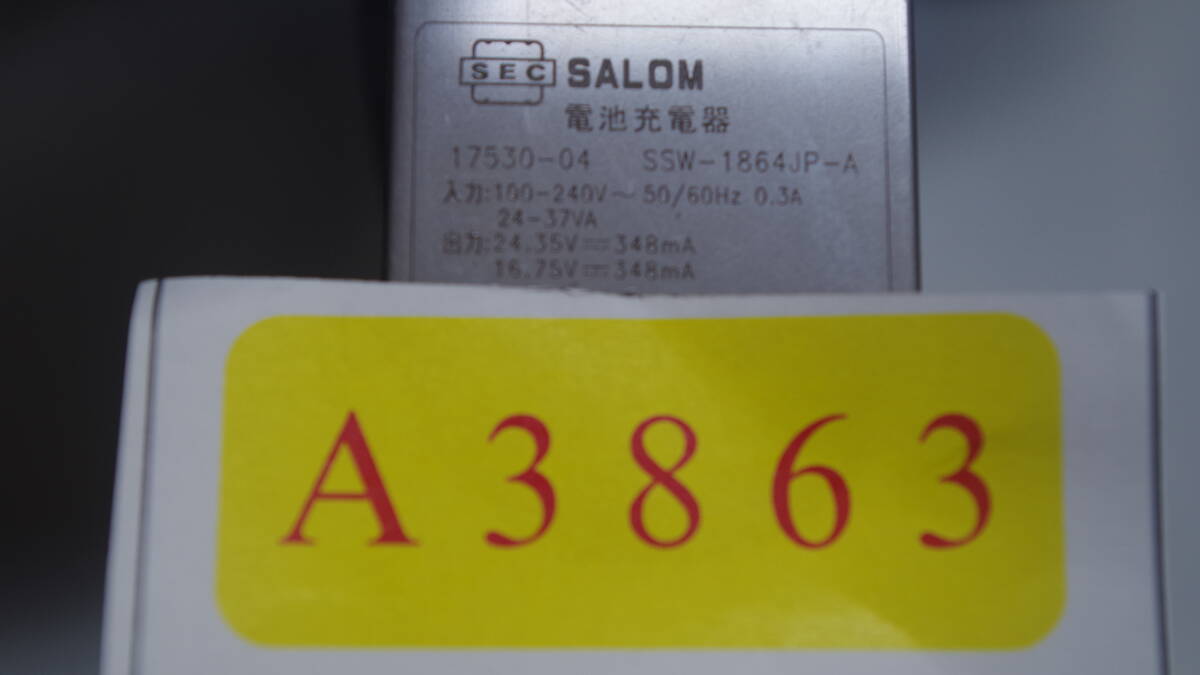 SEC SALOM
電池充電器
17530-04 SSW-1864JP-A
入力:100-240V～50/60Hz 0.3A
24-37VA
出力:24.35V⎓348mA
16.75V⎓348mA
A3863